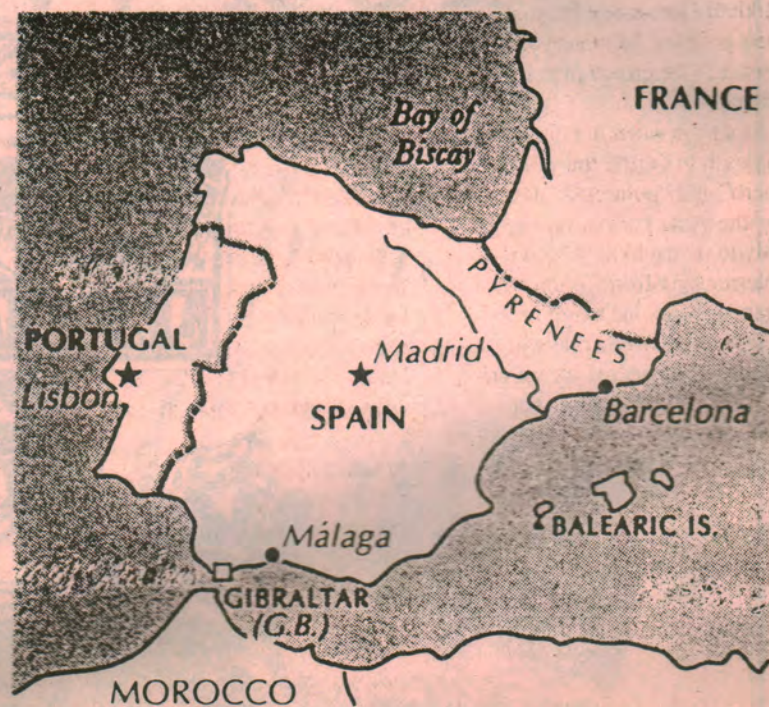 Bay of
Biscay
FRANCE
PYRENEES
PORTUGAL
Lisbon
Madrid
SPAIN
Barcelona
BALEARIC IS.
Málaga
GIBRALTAR
(G.B.)
MOROCCO